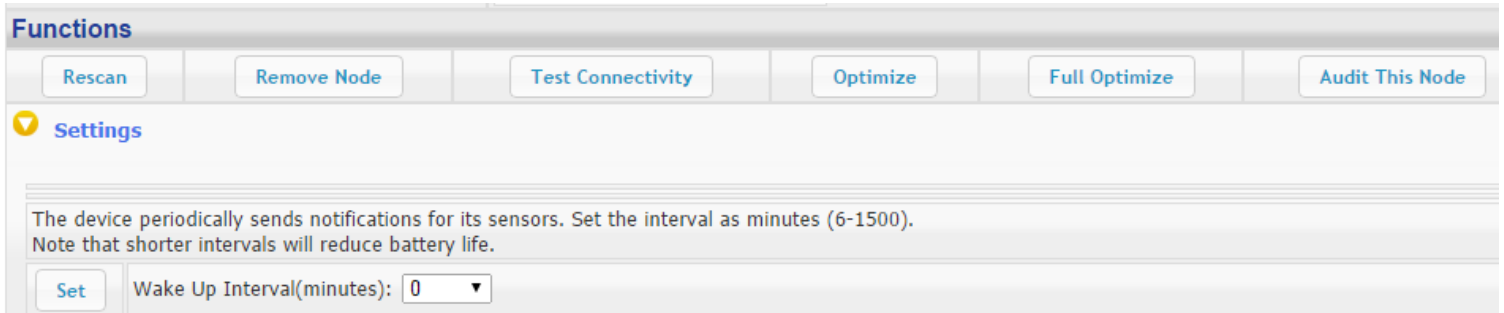 Functions
Rescan Remove Node Test Connectivity Optimize Full Optimize Audit This Node
Settings
The device periodically sends notifications for its sensors. Set the interval as minutes (6-1500).
Note that shorter intervals will reduce battery life.
Set Wake Up Interval(minutes): 0